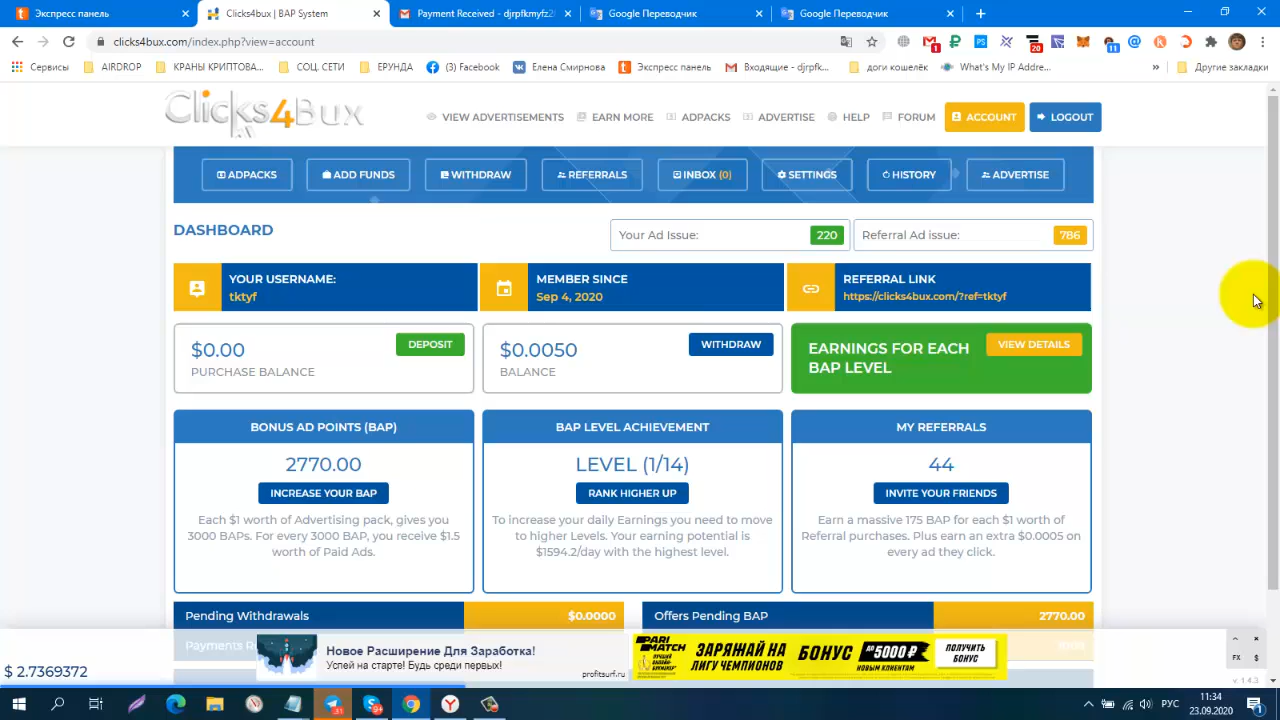 Экспресс панель
Clicks4bux | BAP System
Payment Received - djrpfkmyfz2
Google Переводчик
Google Переводчик
clicks4bux.com/index.php?view=account
1
20
11
Сервисы
AIRDROP
КРАНЫ КРИПТОВА...
СОЦ. СЕТИ
ЕРУНДА
(3) Facebook
Елена Смирнова
Экспресс панель
Входящие - djrpfk...
доги кошелёк
What's My IP Addre...
»
Другие закладки
Clicks4Bux
VIEW ADVERTISEMENTS
EARN MORE
ADPACKS
ADVERTISE
HELP
FORUM
ACCOUNT
LOGOUT
ADPACKS
ADD FUNDS
WITHDRAW
REFERRALS
INBOX (0)
SETTINGS
HISTORY
ADVERTISE
DASHBOARD
Your Ad Issue:
220
Referral Ad issue:
786
YOUR USERNAME:
tktyf
MEMBER SINCE
Sep 4, 2020
REFERRAL LINK
https://clicks4bux.com/?ref=tktyf
$0.00
DEPOSIT
PURCHASE BALANCE
$0.0050
WITHDRAW
BALANCE
EARNINGS FOR EACH
BAP LEVEL
VIEW DETAILS
BONUS AD POINTS (BAP)
2770.00
INCREASE YOUR BAP
Each $1 worth of Advertising pack, gives you
3000 BAPs. For every 3000 BAP, you receive $1.5
worth of Paid Ads.
BAP LEVEL ACHIEVEMENT
LEVEL (1/14)
RANK HIGHER UP
To increase your daily Earnings you need to move
to higher Levels. Your earning potential is
$1594.2/day with the highest level.
MY REFERRALS
44
INVITE YOUR FRIENDS
Earn a massive 175 BAP for each $1 worth of
Referral purchases. Plus earn an extra $0.0005 on
every ad they click.
Pending Withdrawals
$0.0000
Offers Pending BAP
2770.00
Payments R
$ 2.7369372
Новое Расширение Для Заработка!
Успей на старте! Будь среди первых!
profitsurf.ru
PARI
MATCH
ЗАРЯЖАЙ НА
ЛИГУ ЧЕМПИОНОВ
БОНУС
ДО 5000 ₽
НОВЫМ КЛИЕНТАМ
ПОЛУЧИТЬ
БОНУС
FX
$
v. 1.4.3
РУС
11:34
23.09.2020